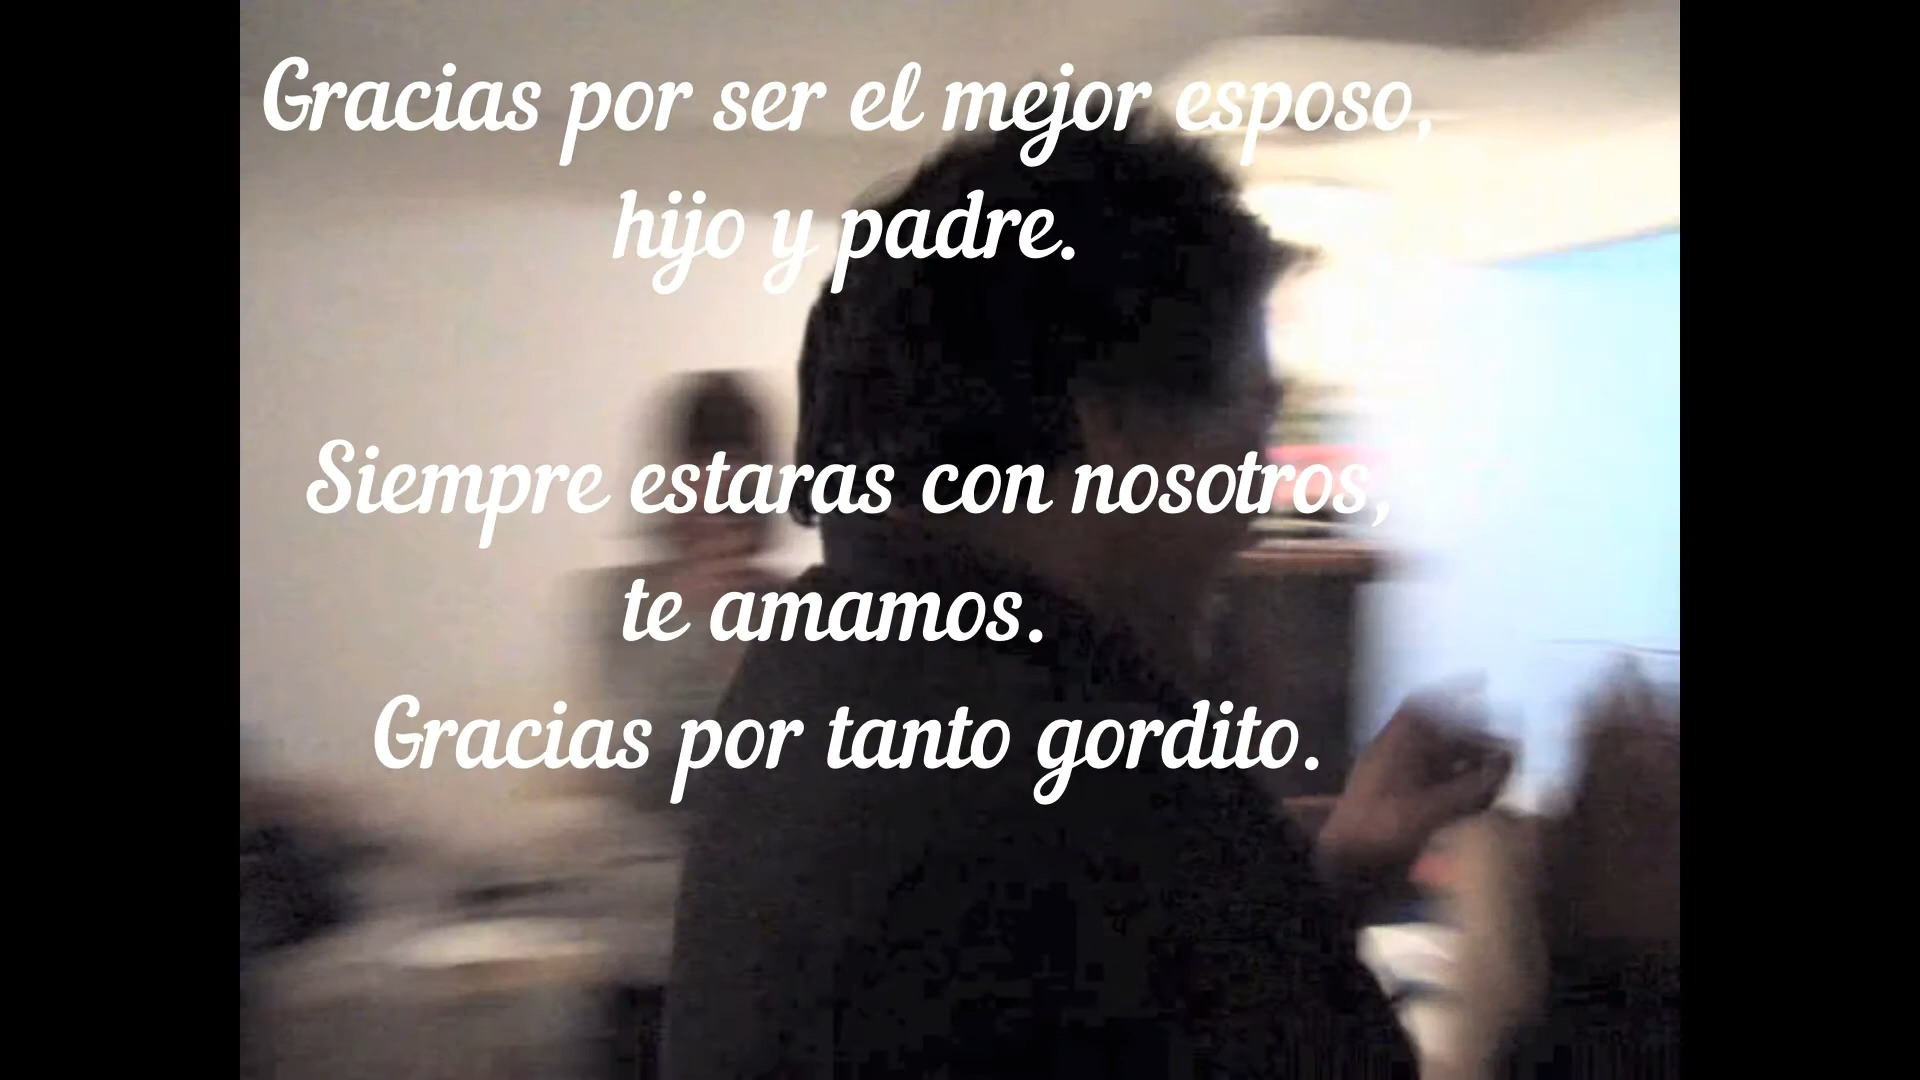 Gracias por ser el mejor esposo,
hijo y padre.
Siempre estaras con nosotros,
te amamos.
Gracias por tanto gordito.